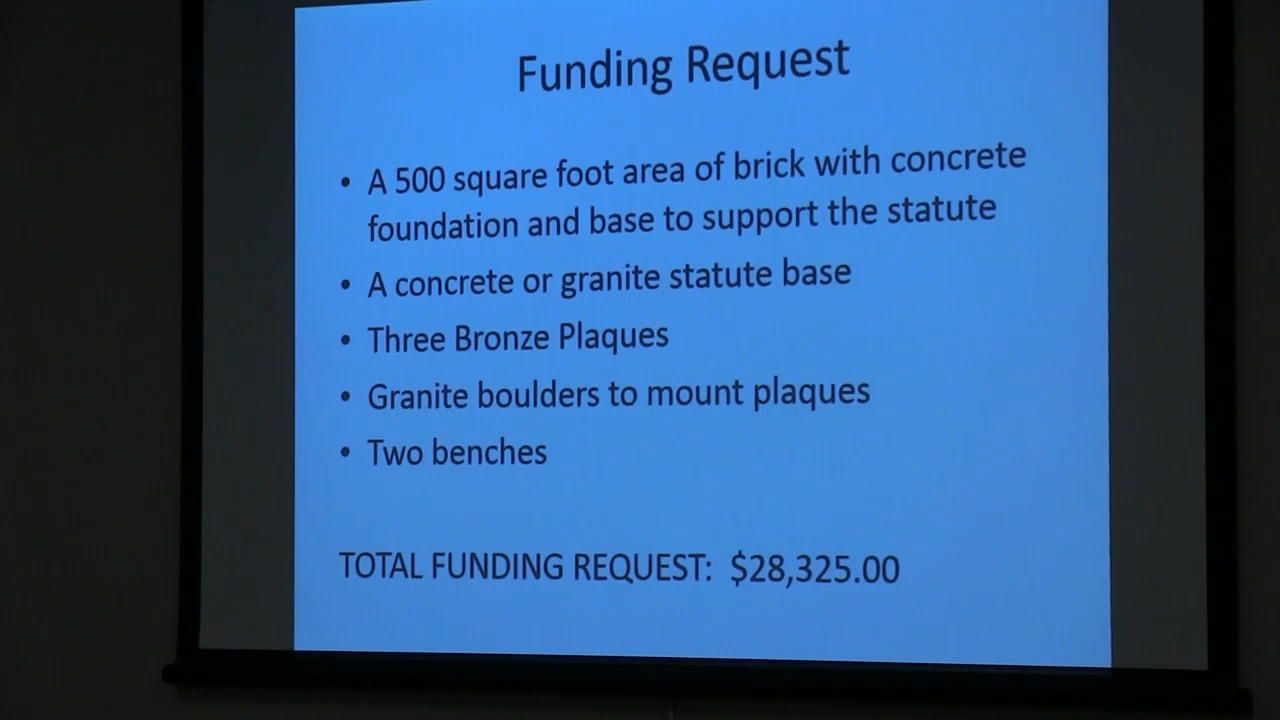 Funding Request
• A 500 square foot area of brick with concrete
foundation and base to support the statute
• A concrete or granite statute base
• Three Bronze Plaques
• Granite boulders to mount plaques
• Two benches
TOTAL FUNDING REQUEST: $28,325.00